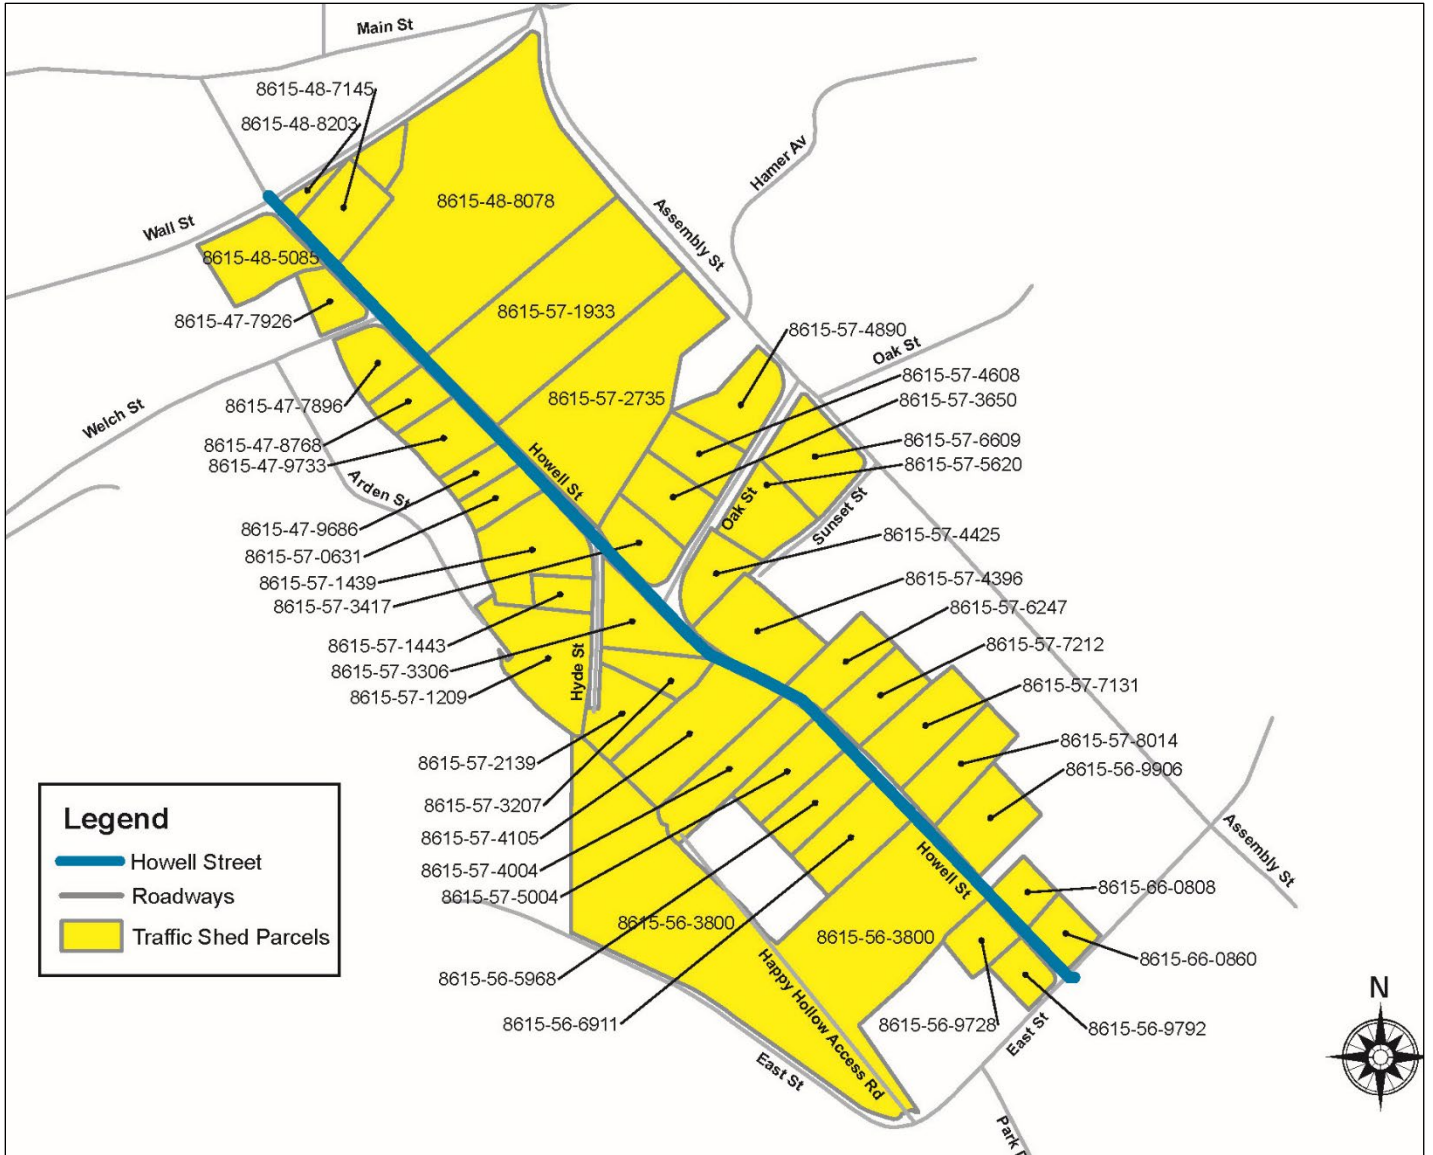 Main St
8615-48-7145
8615-48-8203
Hamer Av
8615-48-8078
Wall St
Assembly St
8615-48-5085
8615-57-1933
8615-47-7926
8615-57-4890
Oak St
8615-57-4608
8615-57-2735
8615-57-3650
8615-47-7896
Welch St
8615-57-6609
8615-47-8768
8615-57-5620
8615-47-9733
Howell St
Arden St
Oak St
Sunset St
8615-47-9686
8615-57-4425
8615-57-0631
8615-57-1439
8615-57-4396
8615-57-3417
8615-57-6247
8615-57-1443
8615-57-7212
8615-57-3306
Hyde St
8615-57-1209
8615-57-7131
8615-57-8014
8615-57-2139
8615-56-9906
8615-57-3207
Legend
8615-57-4105
Assembly St
Howell Street
8615-57-4004
Howell St
8615-57-5004
8615-66-0808
Roadways
8615-56-3800
8615-56-3800
Traffic Shed Parcels
8615-66-0860
8615-56-5968
Happy Hollow Access Rd
N
8615-56-6911
8615-56-9728
East St
8615-56-9792
East St
Park